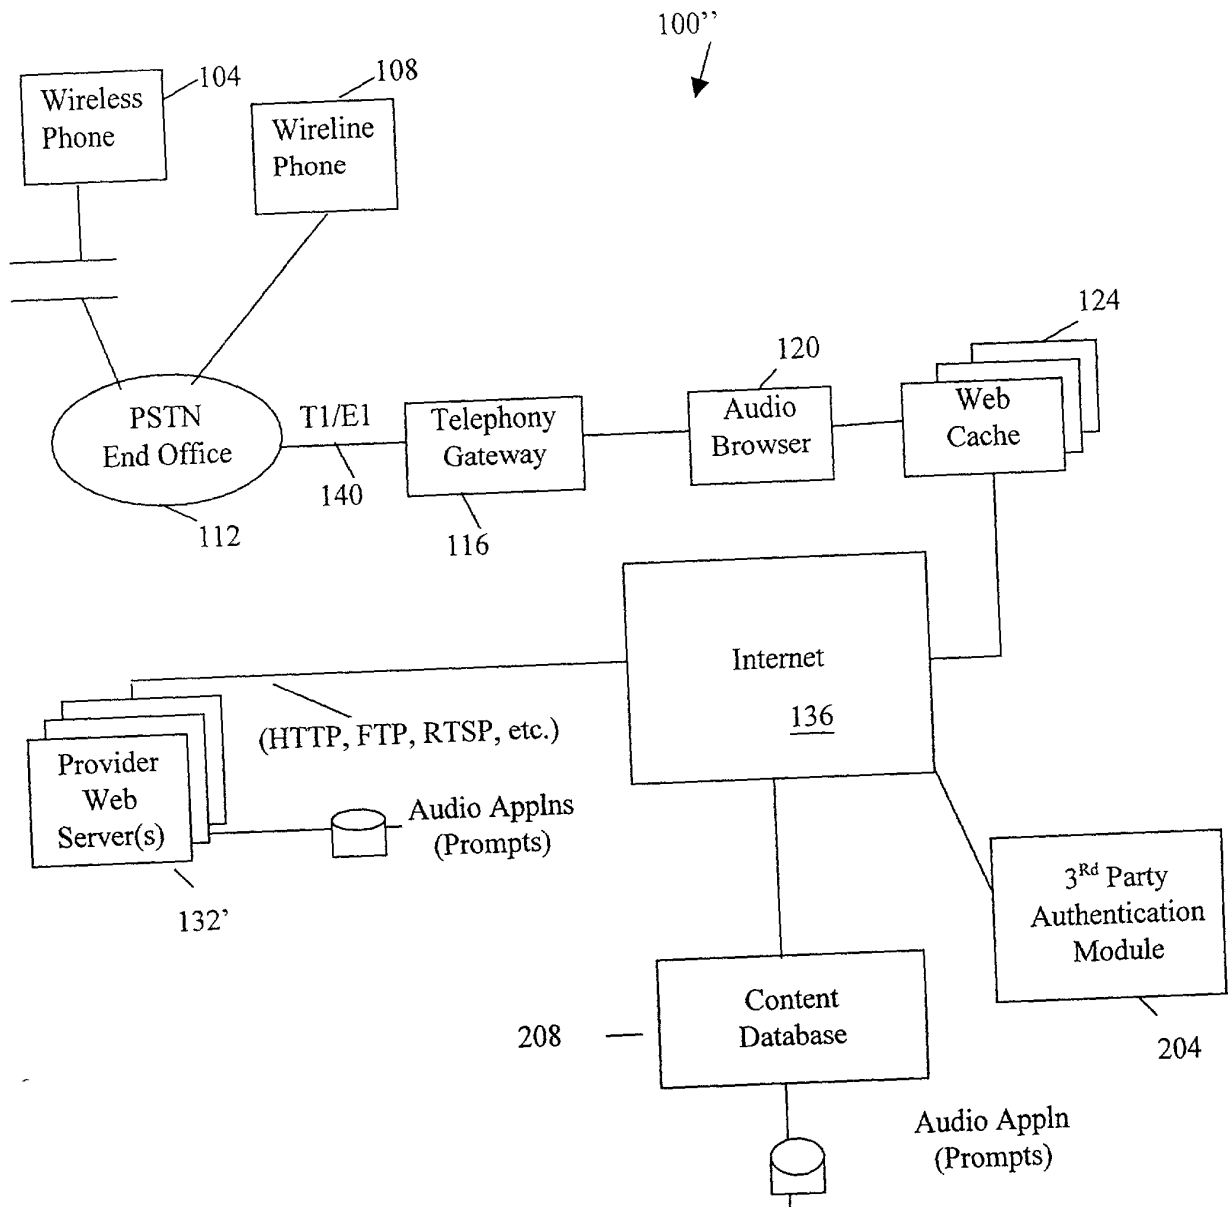 100’’
104
108
Wireless
Phone
Wireline
Phone
124
120
PSTN
End Office
T1/E1
140
Telephony
Gateway
Audio
Browser
Web
Cache
112
116
Internet
136
(HTTP, FTP, RTSP, etc.)
Provider
Web
Server(s)
Audio Applns
(Prompts)
132’
3Rd Party
Authentication
Module
Content
Database
208
204
Audio Appln
(Prompts)